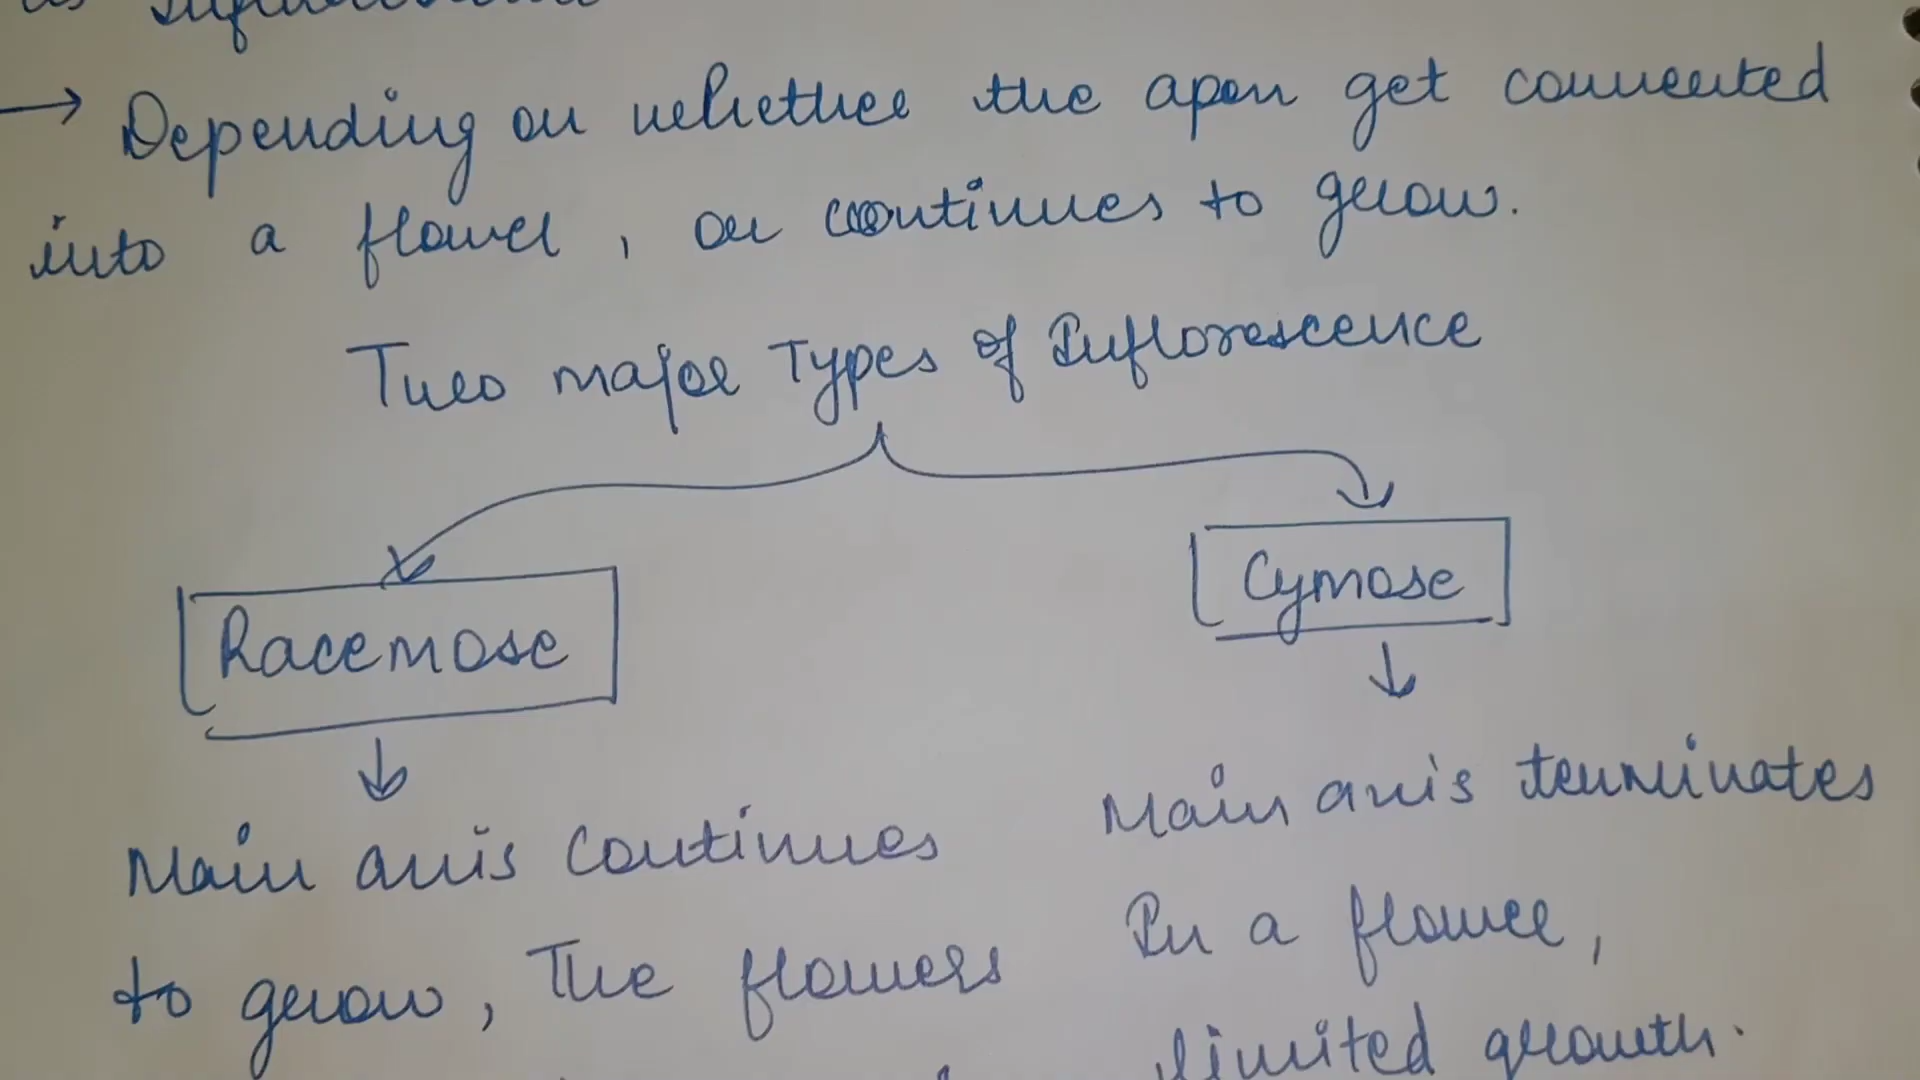 → Depending on whether the apex get converted
into a flower, or continues to grow.
Two major Types of Inflorescence
Racemose
Cymose
Main axis continues
to grow, The flowers
Main axis terminates
In a flower,
limited growth.